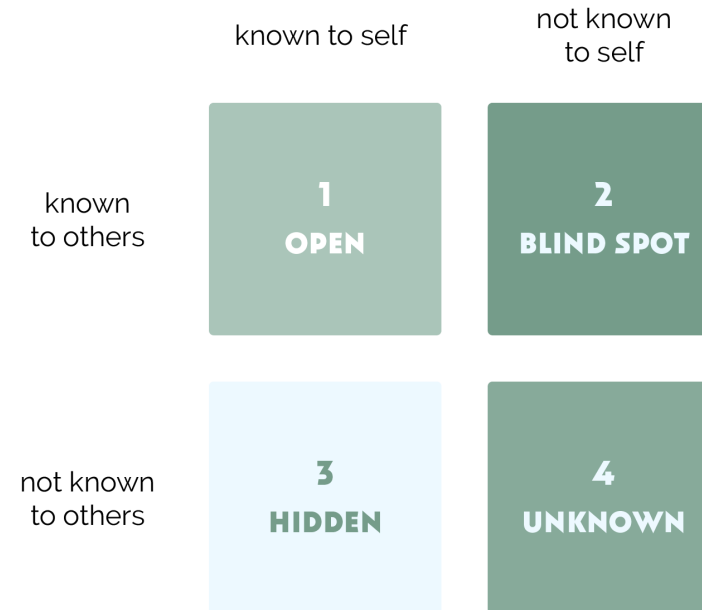 known to self
not known
to self
known
to others
1
OPEN
2
BLIND SPOT
not known
to others
3
HIDDEN
4
UNKNOWN